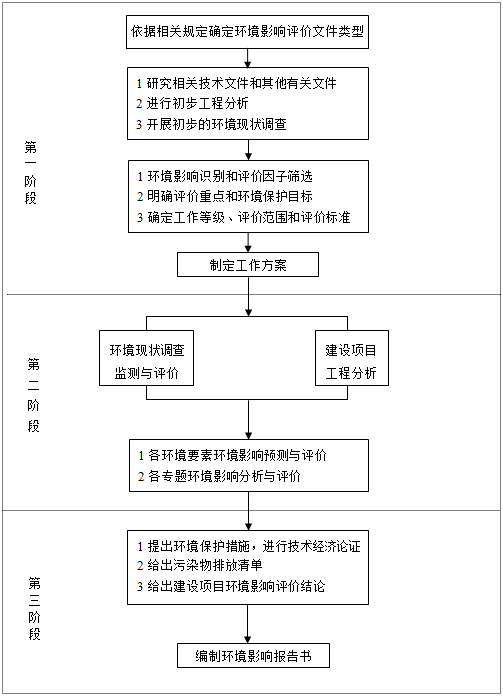 依据相关规定确定环境影响评价文件类型
1 研究相关技术文件和其他有关文件
2 进行初步工程分析
3 开展初步的环境现状调查
第一阶段
1 环境影响识别和评价因子筛选
2 明确评价重点和环境保护目标
3 确定工作等级、评价范围和评价标准
制定工作方案
第二阶段
环境现状调查
监测与评价
建设项目
工程分析
1 各环境要素环境影响预测与评价
2 各专题环境影响分析与评价
第三阶段
1 提出环境保护措施，进行技术经济论证
2 给出污染物排放清单
3 给出建设项目环境影响评价结论
编制环境影响报告书